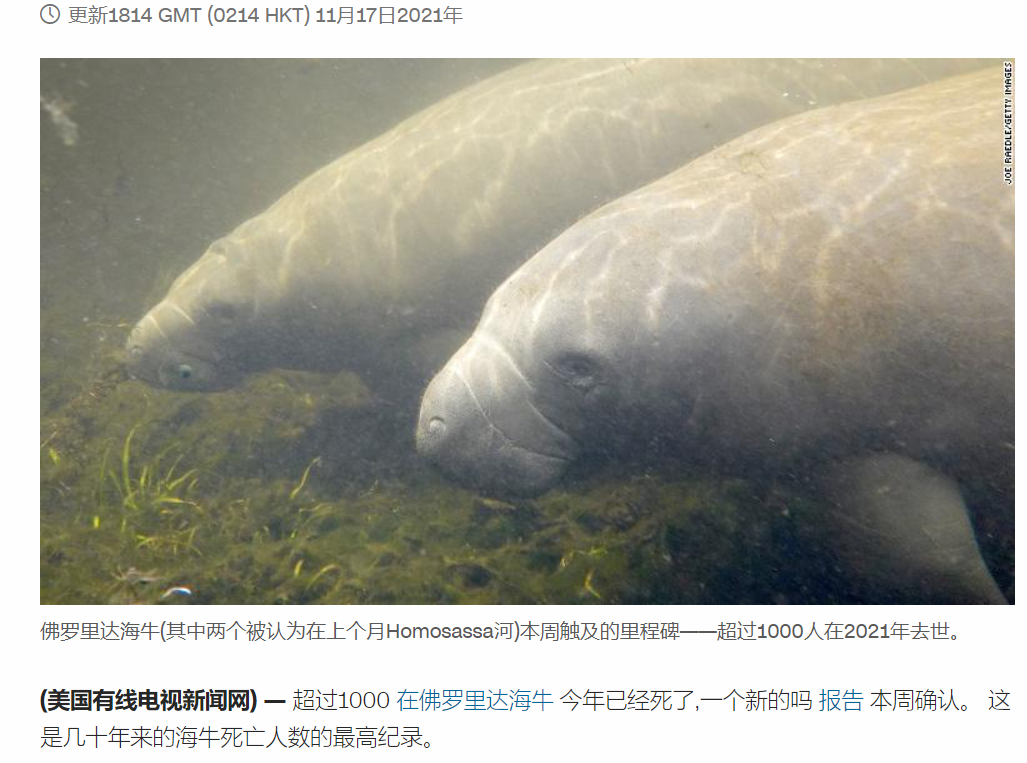 更新1814 GMT (0214 HKT) 11月17日2021年
JOE RAEDLE/GETTY IMAGES
佛罗里达海牛(其中两个被认为在上个月Homosassa河)本周触及的里程碑——超过1000人在2021年去世。
(美国有线电视新闻网) — 超过1000 在佛罗里达海牛 今年已经死了,一个新的吗 报告 本周确认。 这
是几十年来的海牛死亡人数的最高纪录。